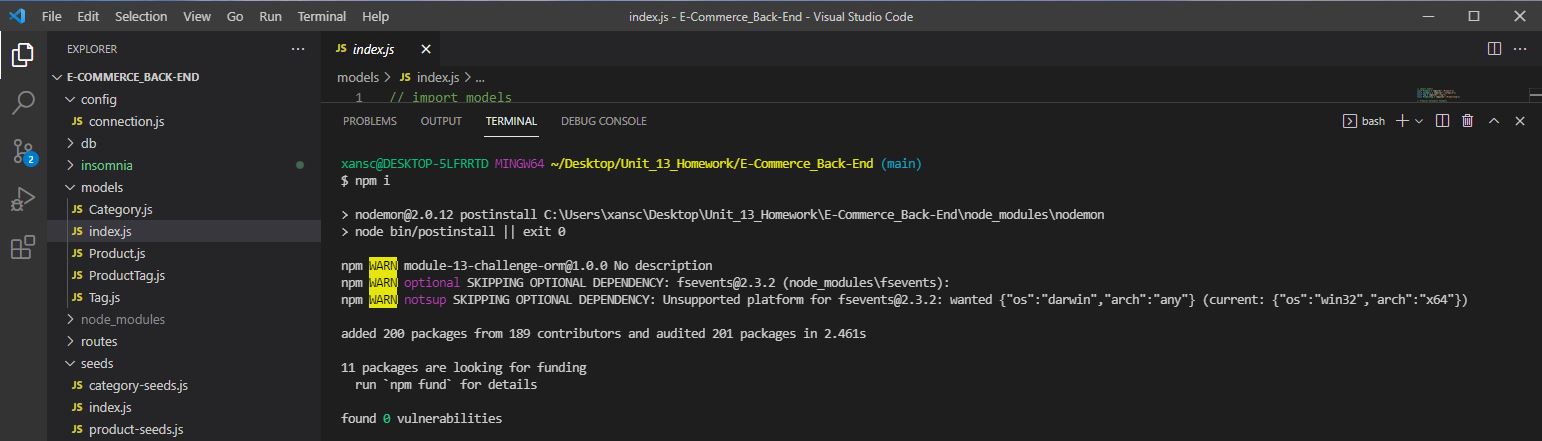 File Edit Selection View Go Run Terminal Help
index.js - E-Commerce_Back-End - Visual Studio Code
EXPLORER
E-COMMERCE_BACK-END
config
JS connection.js
db
insomnia
models
JS Category.js
JS index.js
JS Product.js
JS ProductTag.js
JS Tag.js
node_modules
routes
seeds
JS category-seeds.js
JS index.js
JS product-seeds.js
2
JS index.js
models > JS index.js > ...
1 // import models
PROBLEMS OUTPUT TERMINAL DEBUG CONSOLE
bash
xansc@DESKTOP-5LFRRTD MINGW64 ~/Desktop/Unit_13_Homework/E-Commerce_Back-End (main)
$ npm i
> nodemon@2.0.12 postinstall C:\Users\xansc\Desktop\Unit_13_Homework\E-Commerce_Back-End\node_modules\nodemon
> node bin/postinstall || exit 0
npm WARN module-13-challenge-orm@1.0.0 No description
npm WARN optional SKIPPING OPTIONAL DEPENDENCY: fsevents@2.3.2 (node_modules\fsevents):
npm WARN notsup SKIPPING OPTIONAL DEPENDENCY: Unsupported platform for fsevents@2.3.2: wanted {"os":"darwin","arch":"any"} (current: {"os":"win32","arch":"x64"})
added 200 packages from 189 contributors and audited 201 packages in 2.461s
11 packages are looking for funding
run `npm fund` for details
found 0 vulnerabilities